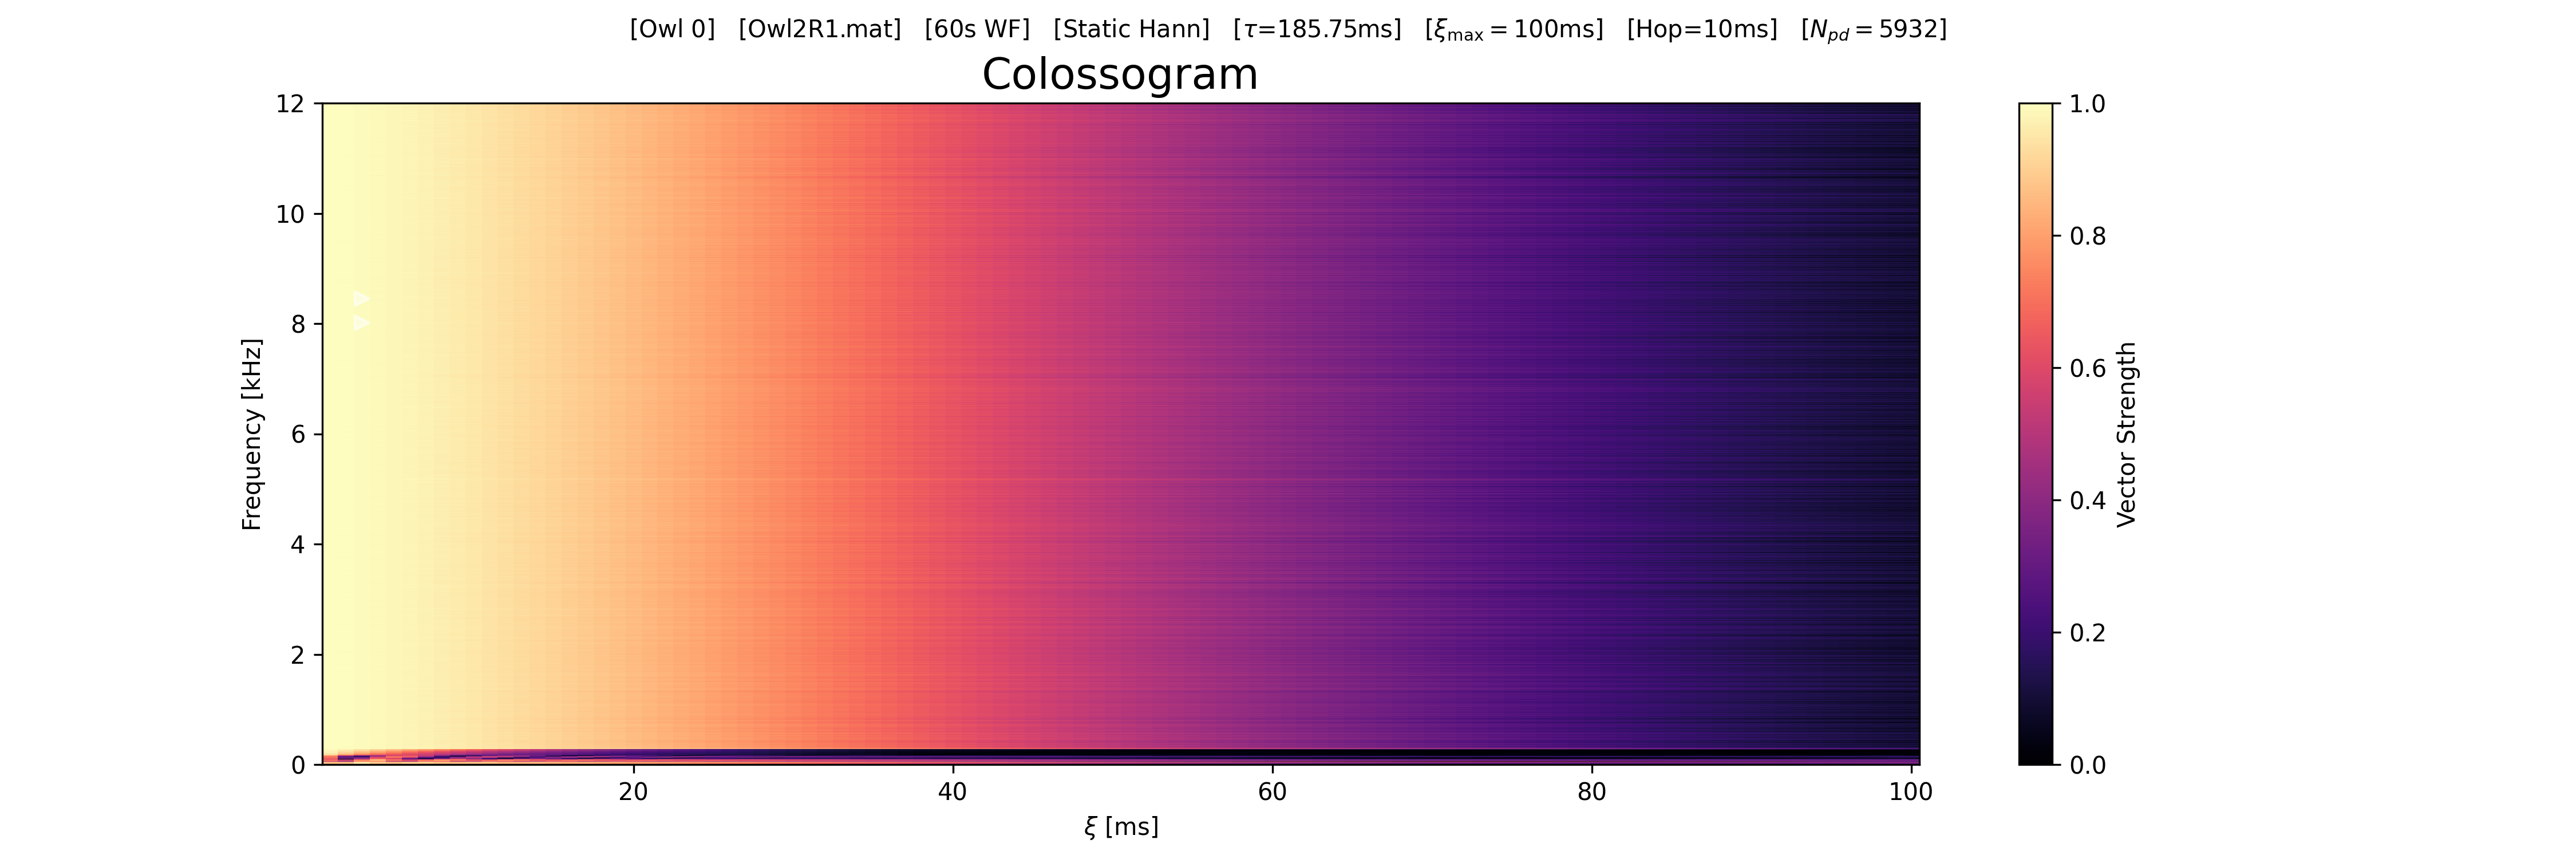 [Owl 0] [Owl2R1.mat] [60s WF] [Static Hann] [τ=185.75ms] [ξmax = 100ms] [Hop=10ms] [Npd = 5932]
Colossogram
12
10
8
6
4
2
0
Frequency [kHz]
20 40 60 80 100
ξ [ms]
1.0
0.8
0.6
0.4
0.2
0.0
Vector Strength